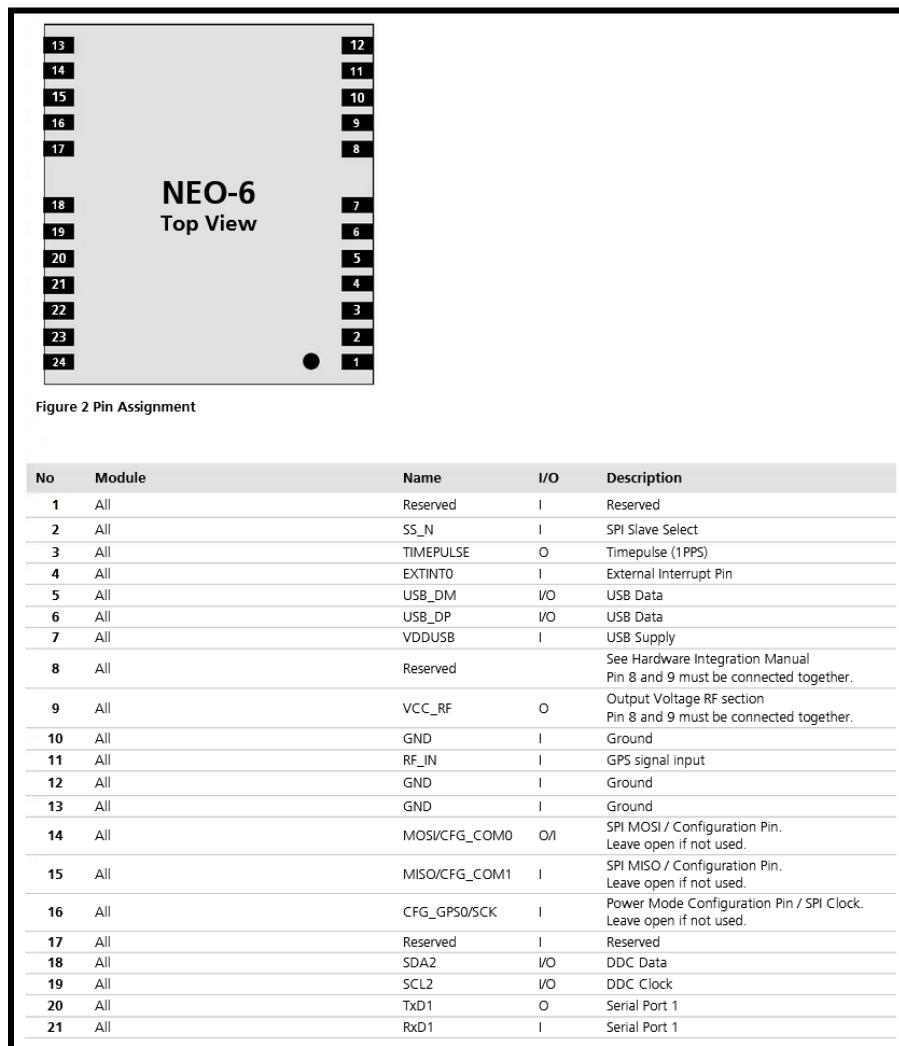 13 12
14 11
15 10
16 9
17 8
NEO-6
18 7
Top View
19 6
20 5
21 4
22 3
23 2
24 1
Figure 2 Pin Assignment
No Module Name I/O Description
1 All Reserved I Reserved
2 All SS_N I SPI Slave Select
3 All TIMEPULSE O Timepulse (1PPS)
4 All EXTINT0 I External Interrupt Pin
5 All USB_DM I/O USB Data
6 All USB_DP I/O USB Data
7 All VDDUSB I USB Supply
8 All Reserved See Hardware Integration Manual
Pin 8 and 9 must be connected together.
9 All VCC_RF O Output Voltage RF section
Pin 8 and 9 must be connected together.
10 All GND I Ground
11 All RF_IN I GPS signal input
12 All GND I Ground
13 All GND I Ground
14 All MOSI/CFG_COM0 O/I SPI MOSI / Configuration Pin.
Leave open if not used.
15 All MISO/CFG_COM1 I SPI MISO / Configuration Pin.
Leave open if not used.
16 All CFG_GPS0/SCK I Power Mode Configuration Pin / SPI Clock.
Leave open if not used.
17 All Reserved I Reserved
18 All SDA2 I/O DDC Data
19 All SCL2 I/O DDC Clock
20 All TxD1 O Serial Port 1
21 All RxD1 I Serial Port 1